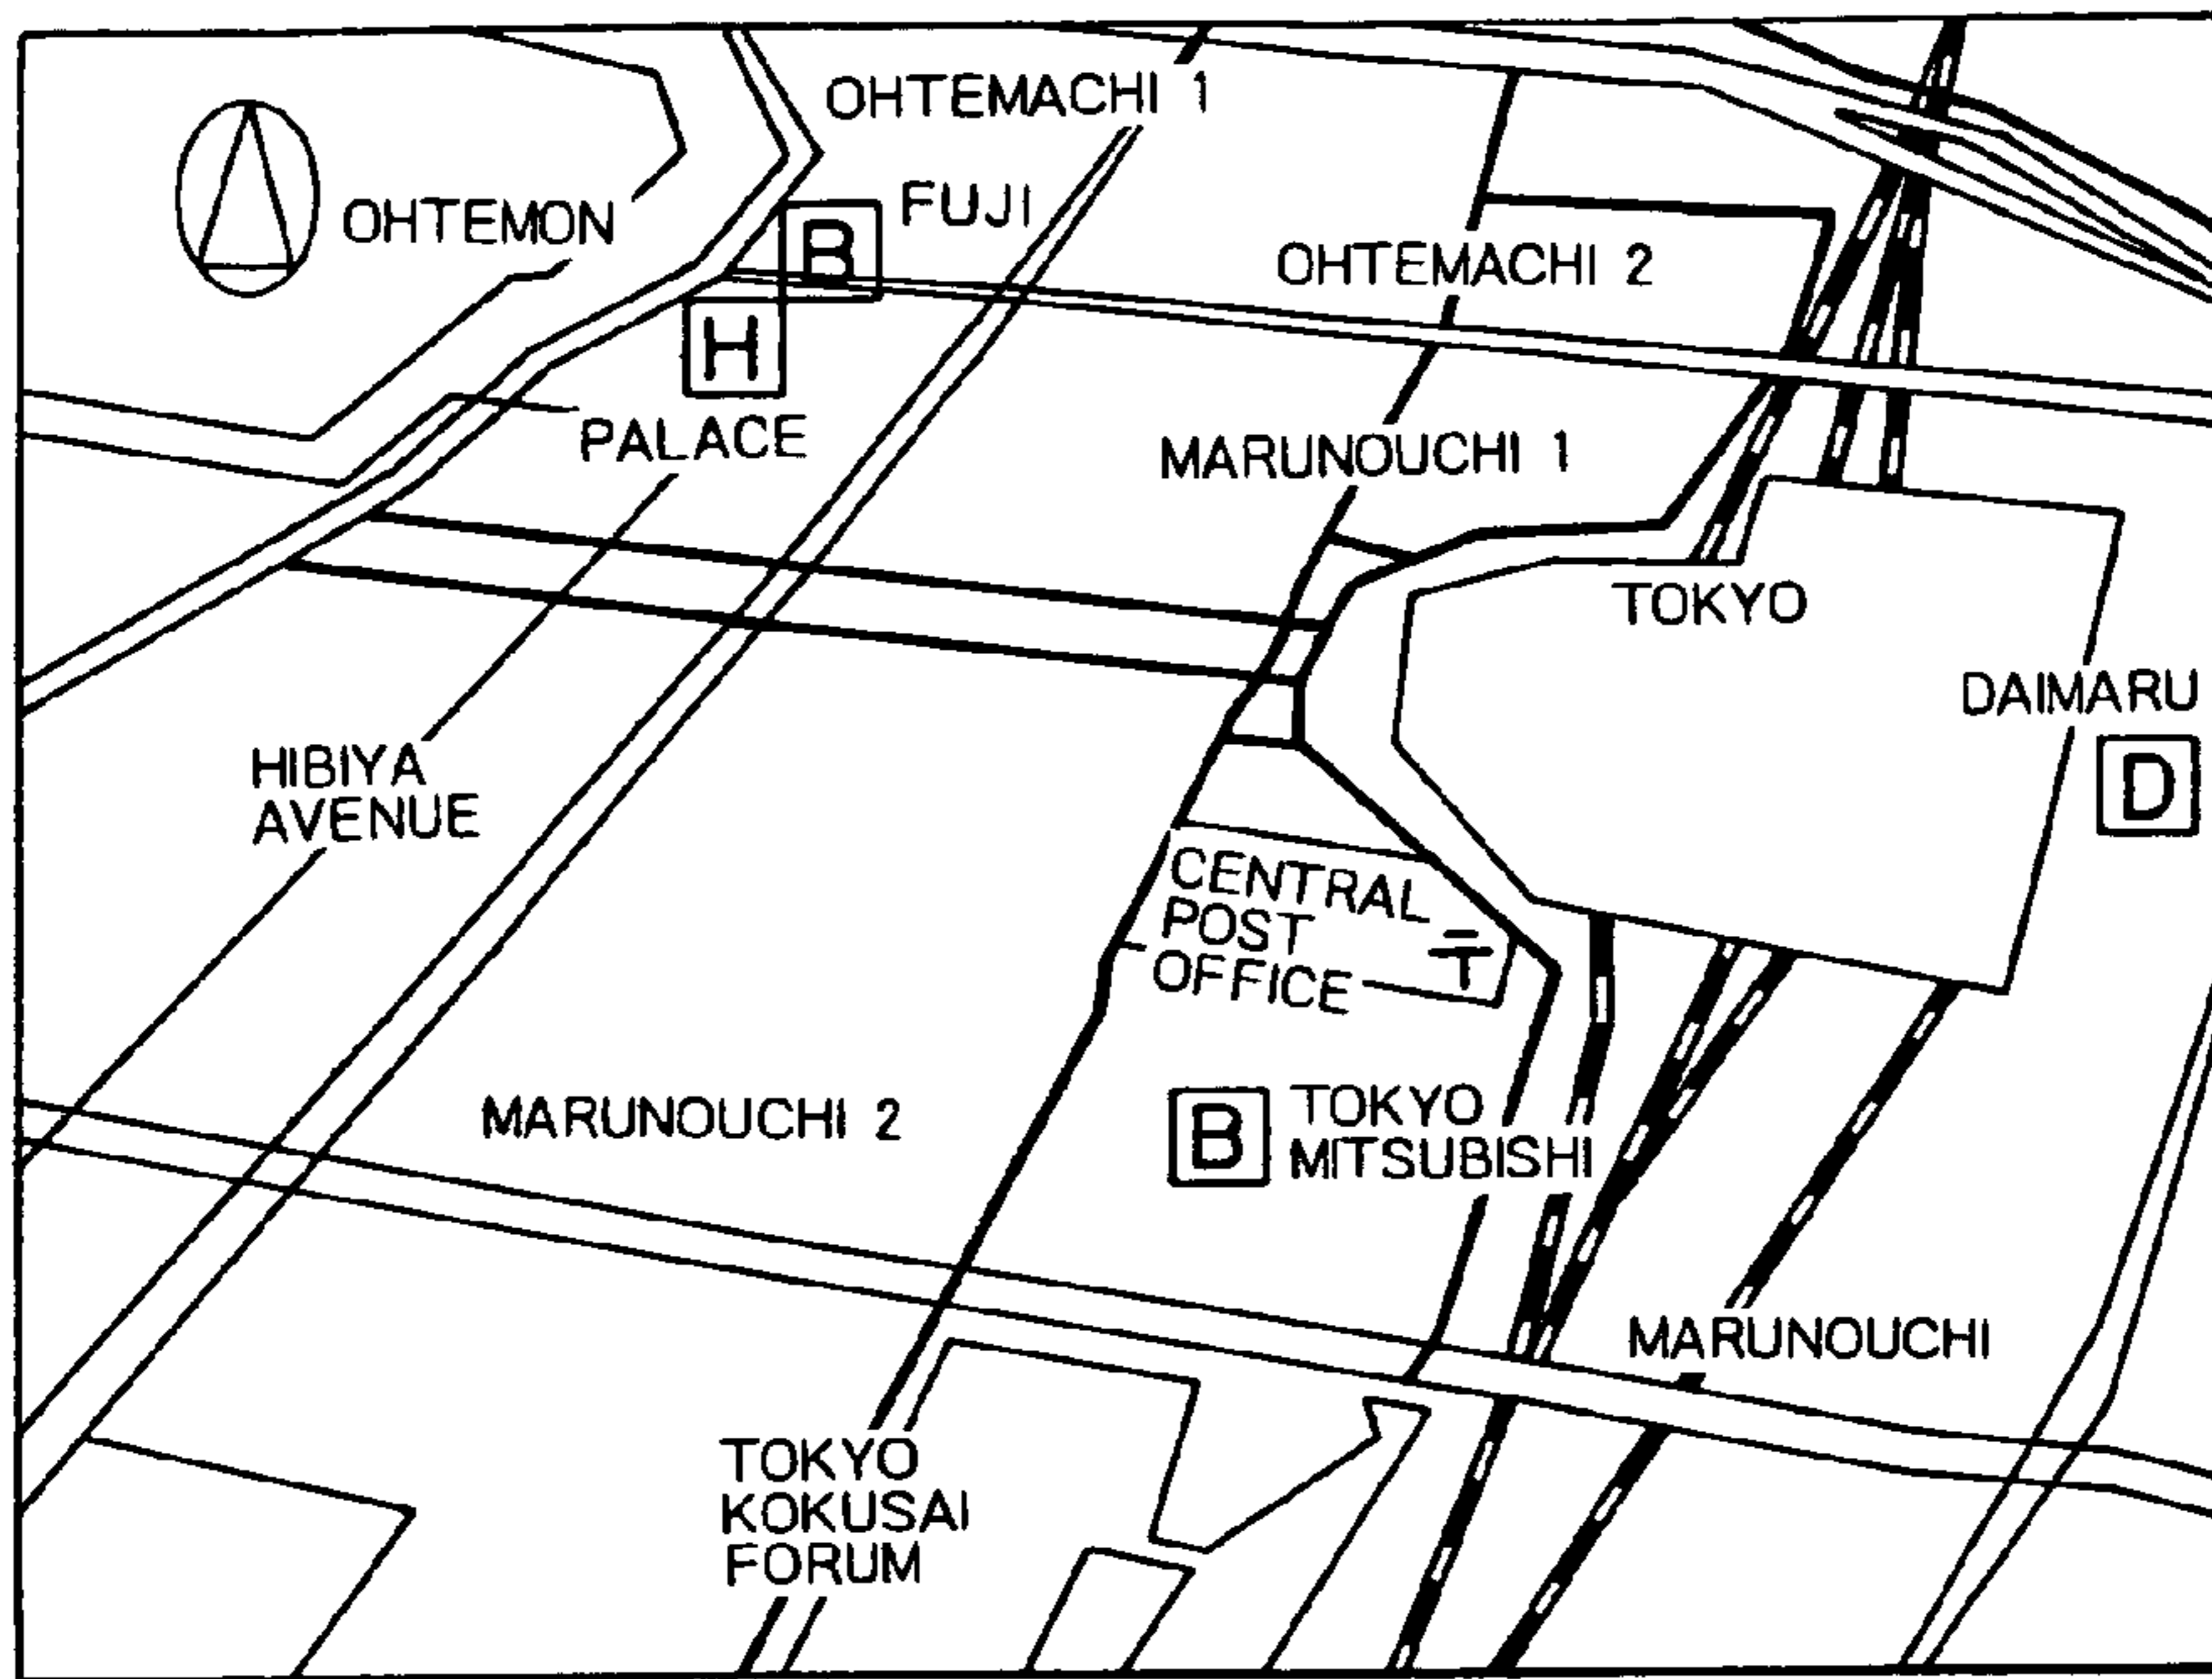 OHTEMACHI 1
FUJI
B
OHTEMON
OHTEMACHI 2
H
PALACE
MARUNOUCHI 1
TOKYO
DAIMARU
D
HIBIYA
AVENUE
CENTRAL
POST
OFFICE
MARUNOUCHI 2
B
TOKYO
MITSUBISHI
MARUNOUCHI
TOKYO
KOKUSAI
FORUM